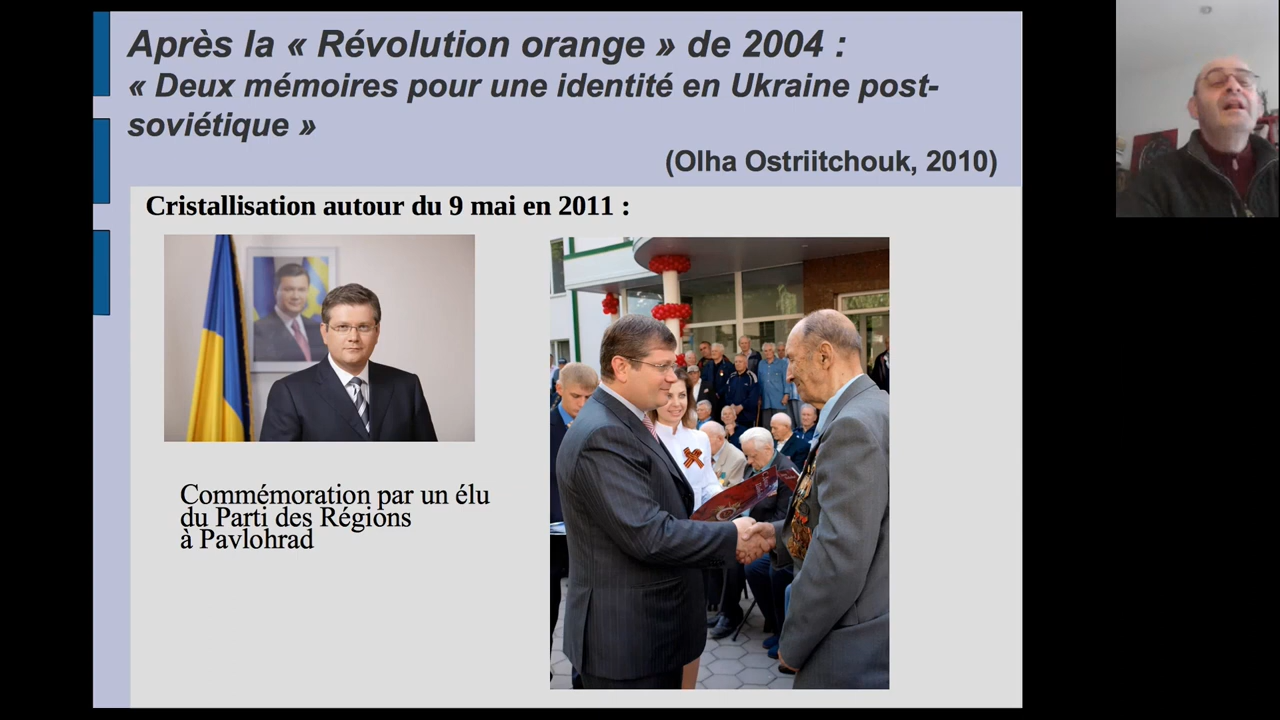 Après la « Révolution orange » de 2004 :
« Deux mémoires pour une identité en Ukraine post-
soviétique »
(Olha Ostriitchouk, 2010)
Cristallisation autour du 9 mai en 2011 :
Commémoration par un élu
du Parti des Régions
à Pavlohrad